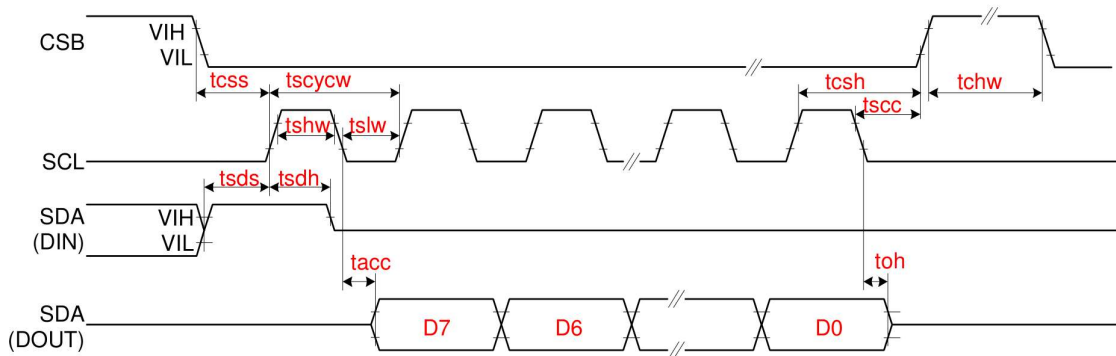 CSB
VIH
VIL
tcss
tscycw
tcsh
tchw
tscc
tshw
tslw
SCL
tsds
tsdh
SDA
(DIN)
VIH
VIL
tacc
toh
SDA
(DOUT)
D7
D6
D0